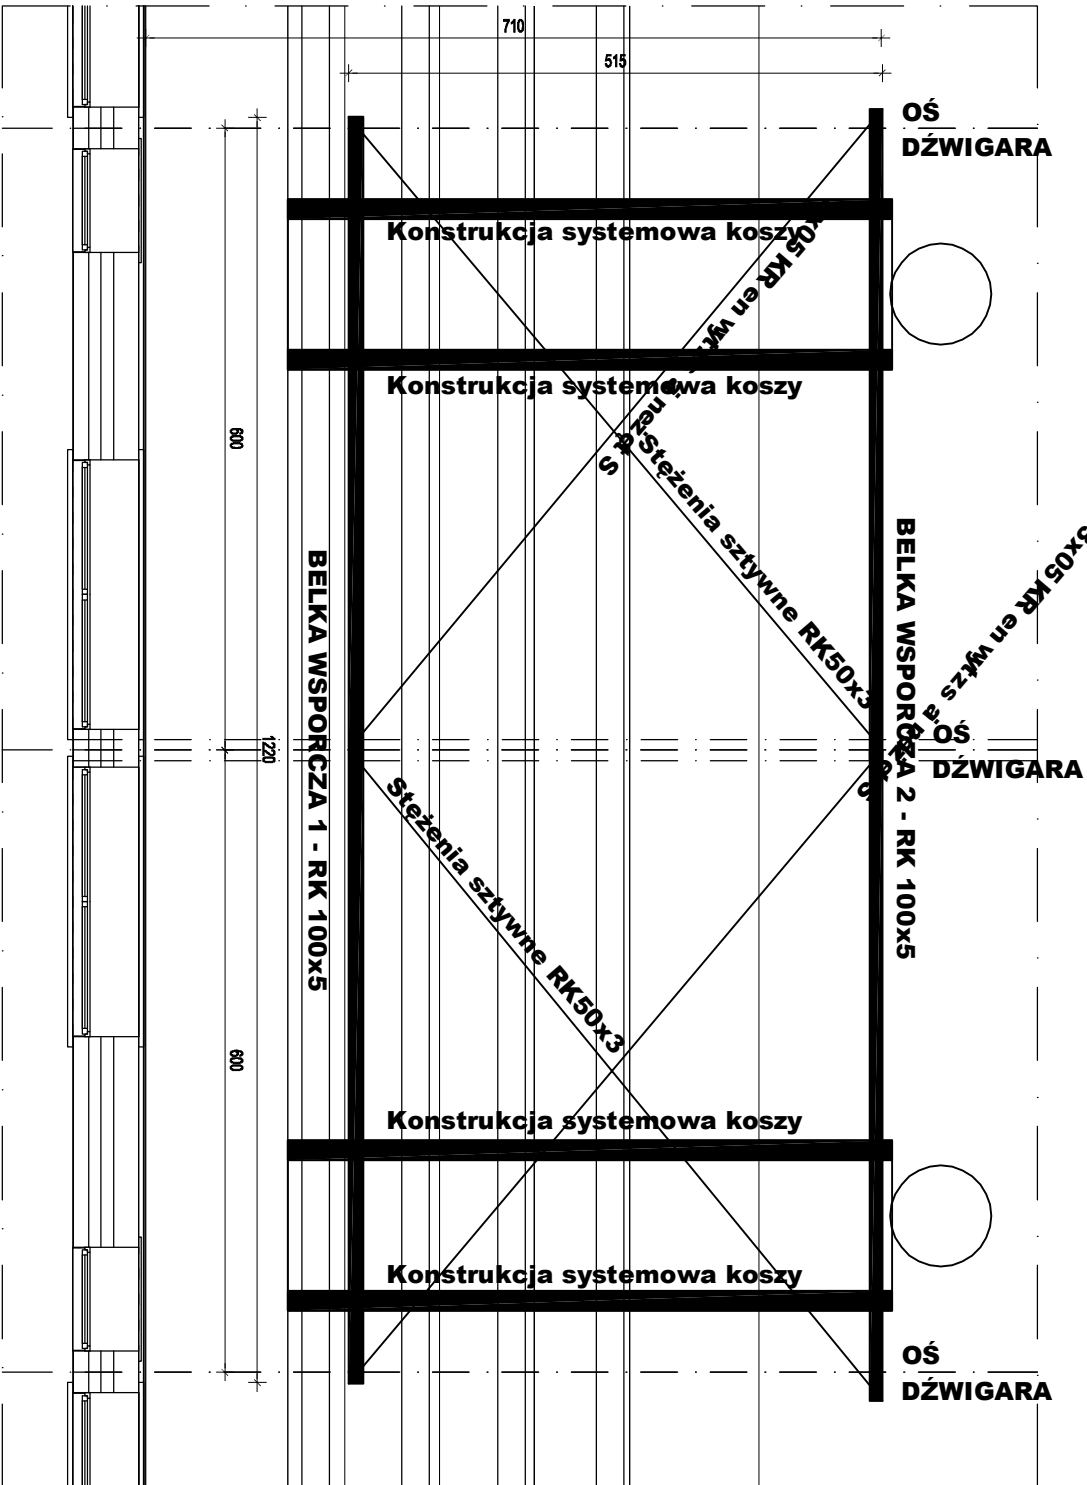 710
515
OŚ
DŹWIGARA
Konstrukcja systemowa koszy
Konstrukcja systemowa koszy
600
Stężenia sztywne RK50x3
BELKA WSPORCZA 1 - RK 100x5
BELKA WSPORCZA 2 - RK 100x5
OŚ
DŹWIGARA
1220
Stężenia sztywne RK50x3
600
Konstrukcja systemowa koszy
Konstrukcja systemowa koszy
OŚ
DŹWIGARA